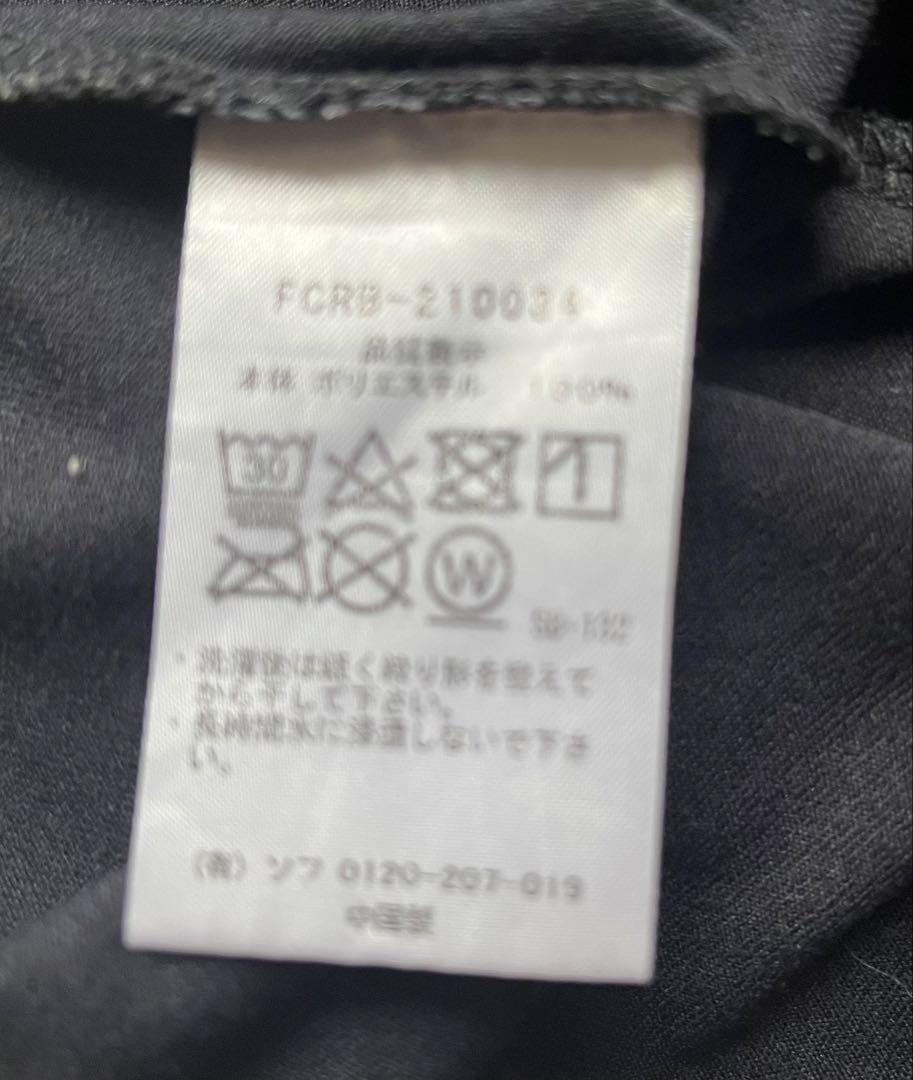 FCRB-210034
品質表示
本体 ポリエステル 100%
30
W
SU-132
・洗濯後は軽く絞り形を整えて
から干して下さい。
・長時間水に浸漬しないで下さ
い。
(有) ソフ 0120-207-019
中国製